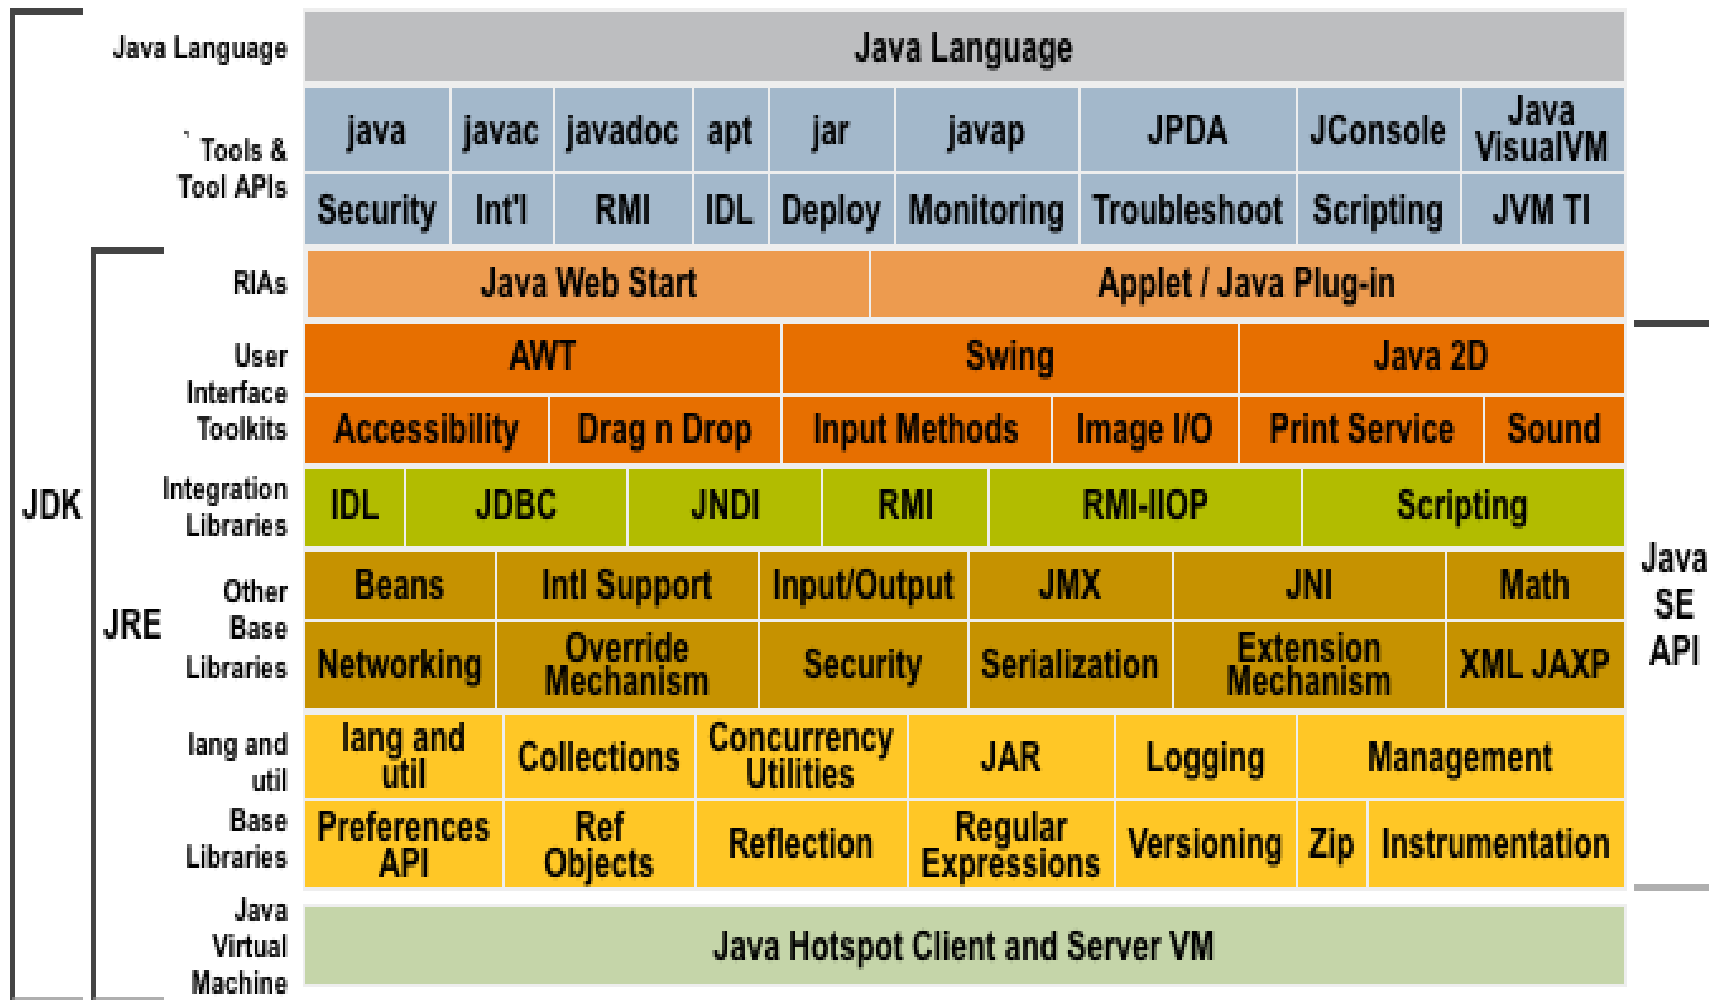 Java Language
Java Language
Tools &
Tool APIs
java javac javadoc apt jar javap JPDA JConsole Java
VisualVM
Security Int'l RMI IDL Deploy Monitoring Troubleshoot Scripting JVM TI
RIAs
Java Web Start Applet / Java Plug-in
User
Interface
Toolkits
AWT Swing Java 2D
Accessibility Drag n Drop Input Methods Image I/O Print Service Sound
JDK
Integration
Libraries
IDL JDBC JNDI RMI RMI-IIOP Scripting
JRE
Other
Base
Libraries
Beans Intl Support Input/Output JMX JNI Math
Networking Override
Mechanism Security Serialization Extension
Mechanism XML JAXP
Java
SE
API
lang and
util
Base
Libraries
lang and
util Collections Concurrency
Utilities JAR Logging Management
Preferences
API Ref
Objects Reflection Regular
Expressions Versioning Zip Instrumentation
Java
Virtual
Machine
Java Hotspot Client and Server VM